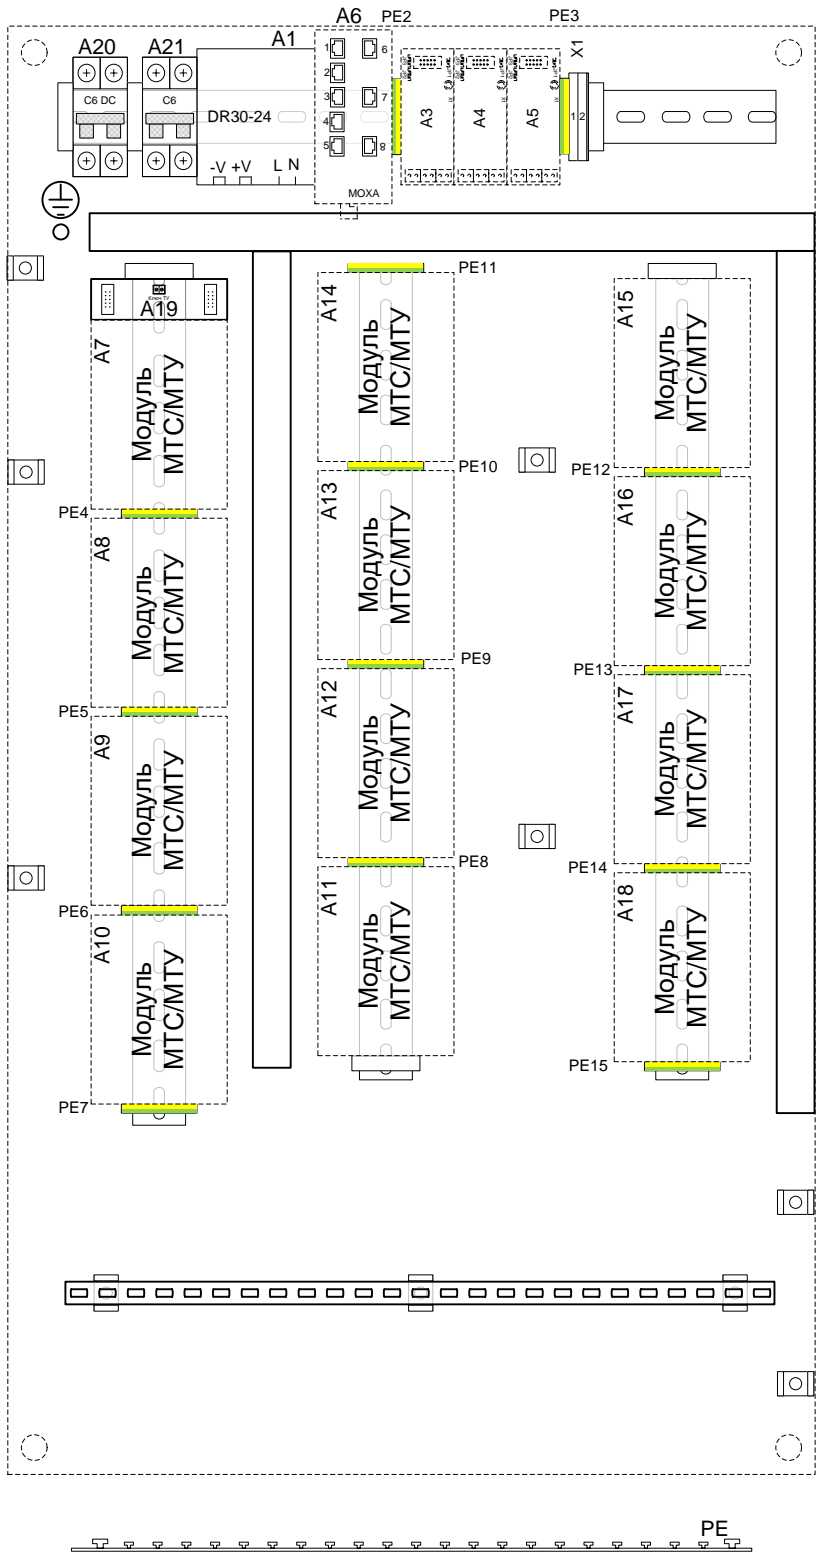 A6 PE2 PE3
A20 A21 A1 X1
1 6
2
3 7
4
5 8
C6 DC C6
DR30-24
A3 A4 A5
1 2
-V +V L N
MOXA
PE11
Ключ ТУ
A19
A7
Модуль
МТС/МТУ
PE4
A8
Модуль
МТС/МТУ
PE5
A9
Модуль
МТС/МТУ
PE6
A10
Модуль
МТС/МТУ
PE7
A14
Модуль
МТС/МТУ
PE10
A13
Модуль
МТС/МТУ
PE9
A12
Модуль
МТС/МТУ
PE8
A11
Модуль
МТС/МТУ
A15
Модуль
МТС/МТУ
PE12
A16
Модуль
МТС/МТУ
PE13
A17
Модуль
МТС/МТУ
PE14
A18
Модуль
МТС/МТУ
PE15
PE